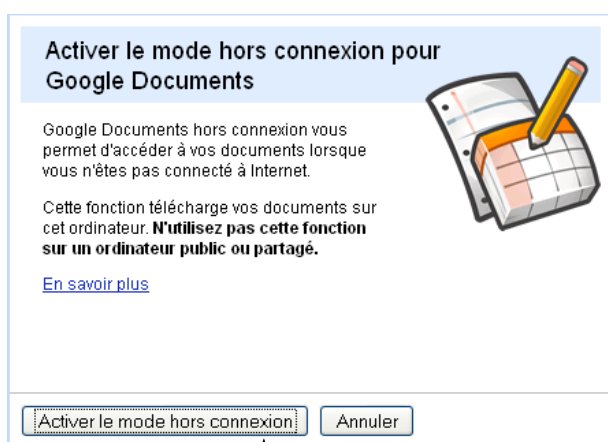 Activer le mode hors connexion pour
Google Documents
Google Documents hors connexion vous
permet d'accéder à vos documents lorsque
vous n'êtes pas connecté à Internet.
Cette fonction télécharge vos documents sur
cet ordinateur. N'utilisez pas cette fonction
sur un ordinateur public ou partagé.
En savoir plus
Activer le mode hors connexion
Annuler